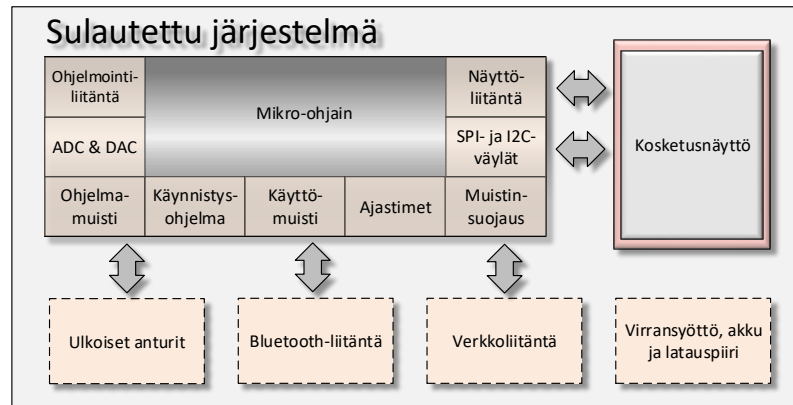 Sulautettu järjestelmä
Ohjelmointi-
liitäntä
Mikro-ohjain
Näyttö-
liitäntä
ADC & DAC
SPI- ja I2C-
väylät
Kosketusnäyttö
Ohjelma-
muisti
Käynnistys-
ohjelma
Käyttö-
muisti
Ajastimet
Muistin-
suojaus
Ulkoiset anturit
Bluetooth-liitäntä
Verkkoliitäntä
Virransyöttö, akku
ja latauspiiri